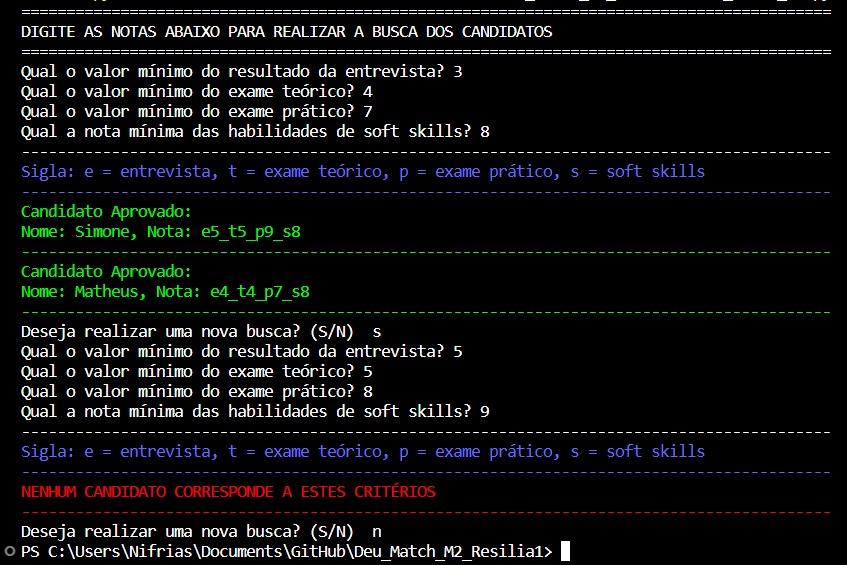 ==========================================================================================
DIGITE AS NOTAS ABAIXO PARA REALIZAR A BUSCA DOS CANDIDATOS
==========================================================================================
Qual o valor mínimo do resultado da entrevista? 3
Qual o valor mínimo do exame teórico? 4
Qual o valor mínimo do exame prático? 7
Qual a nota mínima das habilidades de soft skills? 8
------------------------------------------------------------------------------------------
Sigla: e = entrevista, t = exame teórico, p = exame prático, s = soft skills
------------------------------------------------------------------------------------------
Candidato Aprovado:
Nome: Simone, Nota: e5_t5_p9_s8
------------------------------------------------------------------------------------------
Candidato Aprovado:
Nome: Matheus, Nota: e4_t4_p7_s8
------------------------------------------------------------------------------------------
Deseja realizar uma nova busca? (S/N)  s
Qual o valor mínimo do resultado da entrevista? 5
Qual o valor mínimo do exame teórico? 5
Qual o valor mínimo do exame prático? 8
Qual a nota mínima das habilidades de soft skills? 9
------------------------------------------------------------------------------------------
Sigla: e = entrevista, t = exame teórico, p = exame prático, s = soft skills
------------------------------------------------------------------------------------------
NENHUM CANDIDATO CORRESPONDE A ESTES CRITÉRIOS
------------------------------------------------------------------------------------------
Deseja realizar uma nova busca? (S/N)  n
PS C:\Users\Nifrias\Documents\GitHub\Deu_Match_M2_Resilia1>